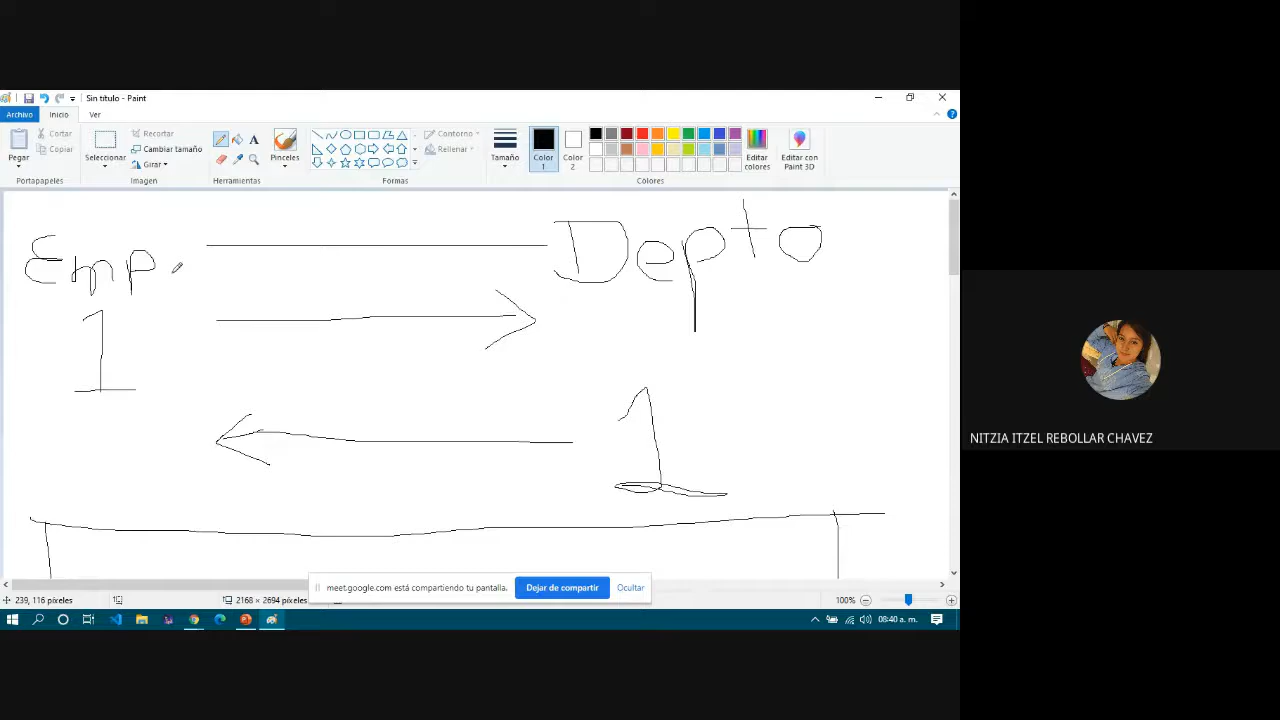 Sin título - Paint
Archivo Inicio Ver
Pegar
Cortar
Copiar
Portapapeles
Seleccionar
Recortar
Cambiar tamaño
Girar
Imagen
A
Herramientas
Pinceles
Contorno
Rellenar
Formas
Tamaño
Color 1
Color 2
Editar colores
Editar con Paint 3D
Colores
Emp Depto
1
1
NITZIA ITZEL REBOLLAR CHAVEZ
meet.google.com está compartiendo tu pantalla. Dejar de compartir Ocultar
239, 116 píxeles 2168 × 2694 píxeles 100%
08:40 a. m.